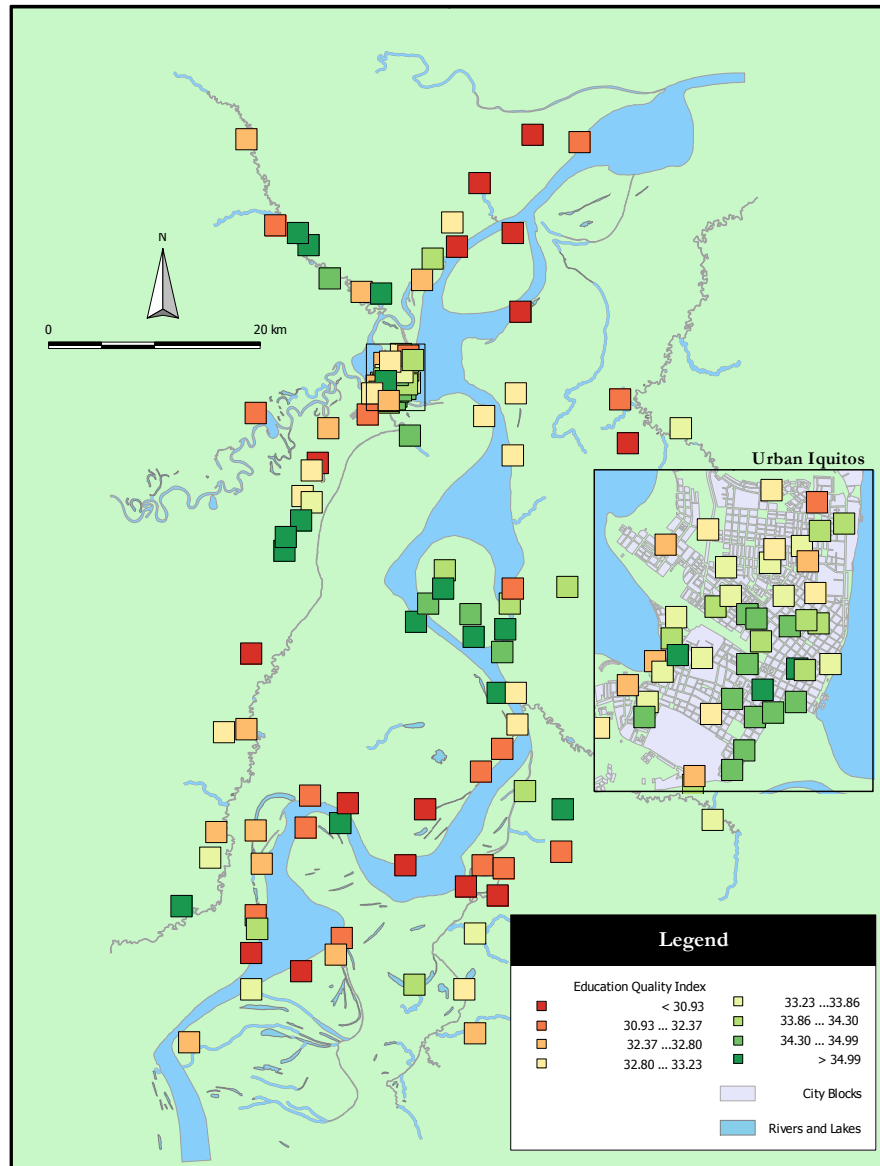 N
0 20 km
Urban Iquitos
Legend
Education Quality Index
< 30.93
30.93 ... 32.37
32.37 ...32.80
32.80 ... 33.23
33.23 ...33.86
33.86 ... 34.30
34.30 ... 34.99
> 34.99
City Blocks
Rivers and Lakes